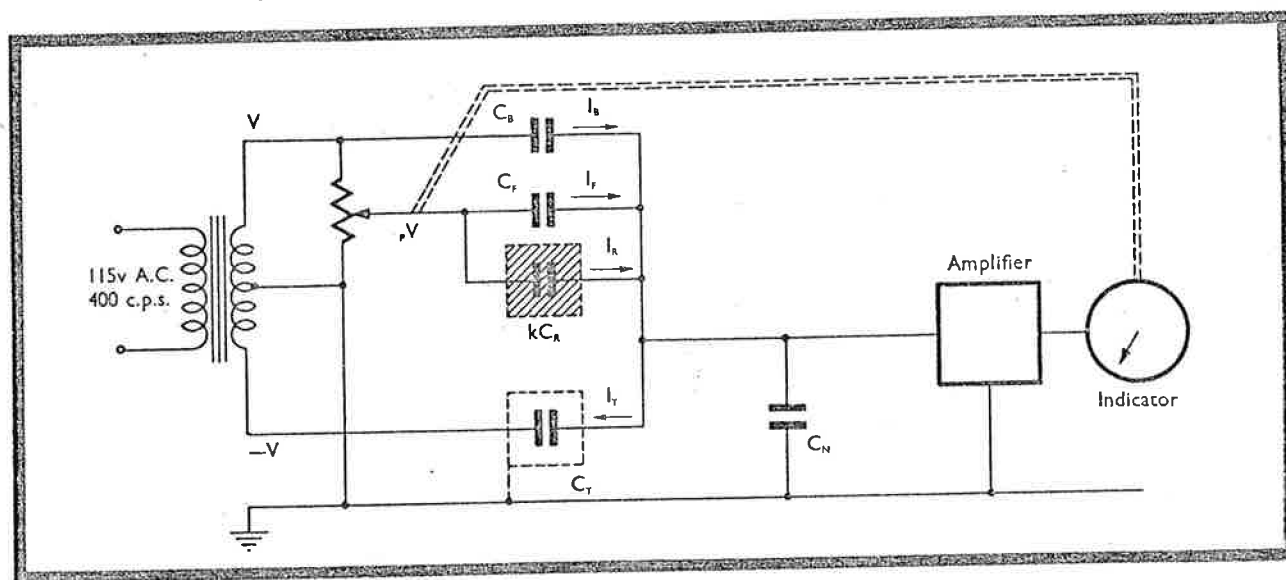 V
C_B
I_B
C_F
I_F
pV
I_R
kC_R
115v A.C.
400 c.p.s.
Amplifier
Indicator
I_T
—V
C_T
C_N